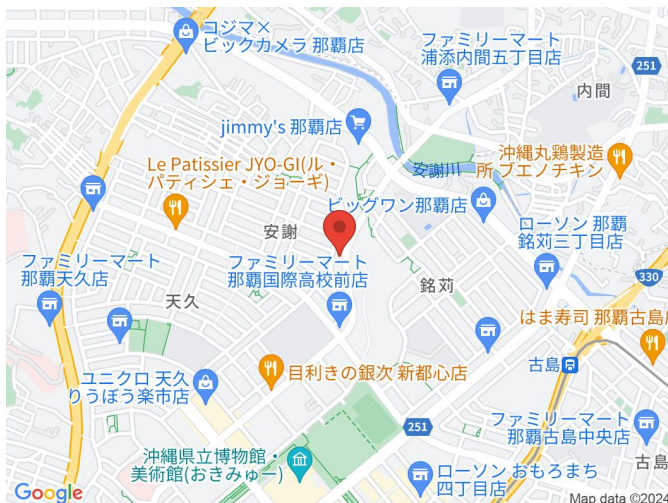 コジマ×
ビックカメラ 那覇店
ファミリーマート
浦添内間五丁目店
251
内間
jimmy's 那覇店
沖縄丸鶏製造
所 ブエノチキン
安謝川
Le Patissier JYO-GI(ル・
パティシェ・ジョーギ)
ビッグワン那覇店
ローソン 那覇
銘苅三丁目店
安謝
ファミリーマート
那覇天久店
ファミリーマート
那覇国際高校前店
銘苅
330
天久
はま寿司 那覇古島店
古島
目利きの銀次 新都心店
ユニクロ 天久
りうぼう楽市店
251
ファミリーマート
那覇古島中央店
沖縄県立博物館・
美術館(おきみゅー)
古島
ローソン おもろまち
四丁目店
Google
Map data ©2024